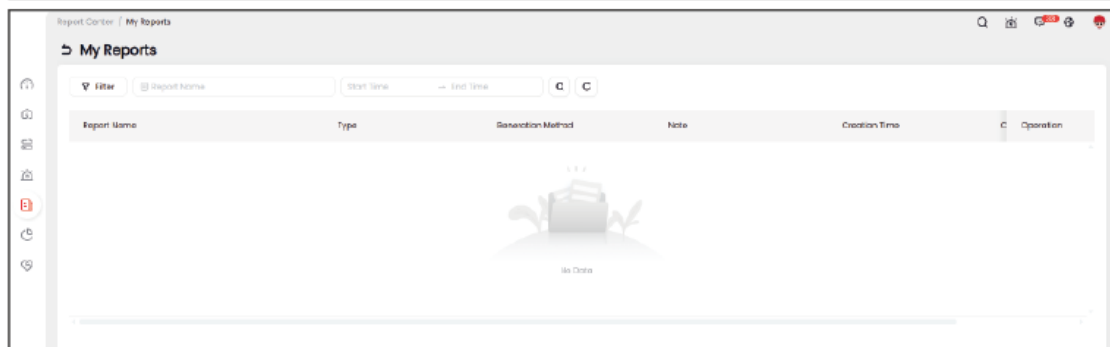 Report Center / My Reports
My Reports
Filter Report Name Start Time → End Time
Report Name Type Generation Method Note Creation Time C Operation
No Data